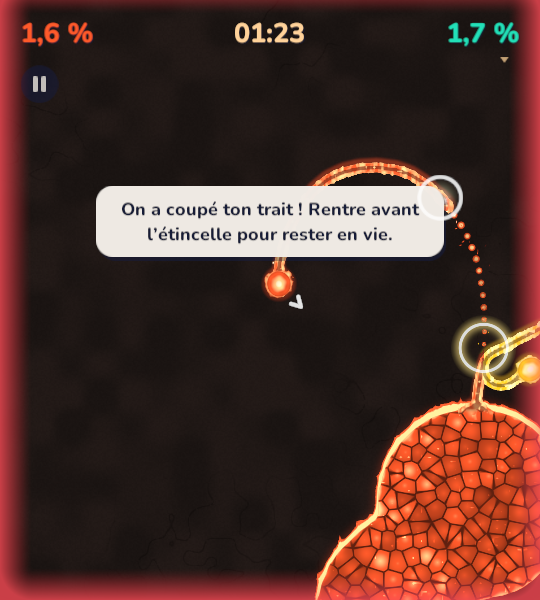 1,6 %
01:23
1,7 %
On a coupé ton trait ! Rentre avant
l’étincelle pour rester en vie.